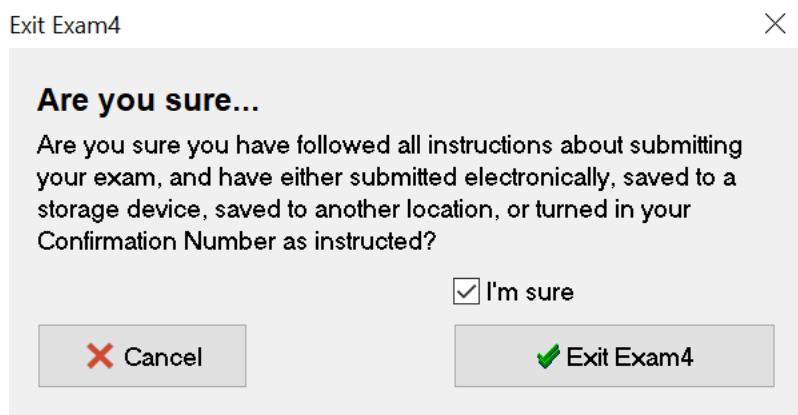 Exit Exam4
Are you sure...
Are you sure you have followed all instructions about submitting
your exam, and have either submitted electronically, saved to a
storage device, saved to another location, or turned in your
Confirmation Number as instructed?
I'm sure
Cancel
Exit Exam4